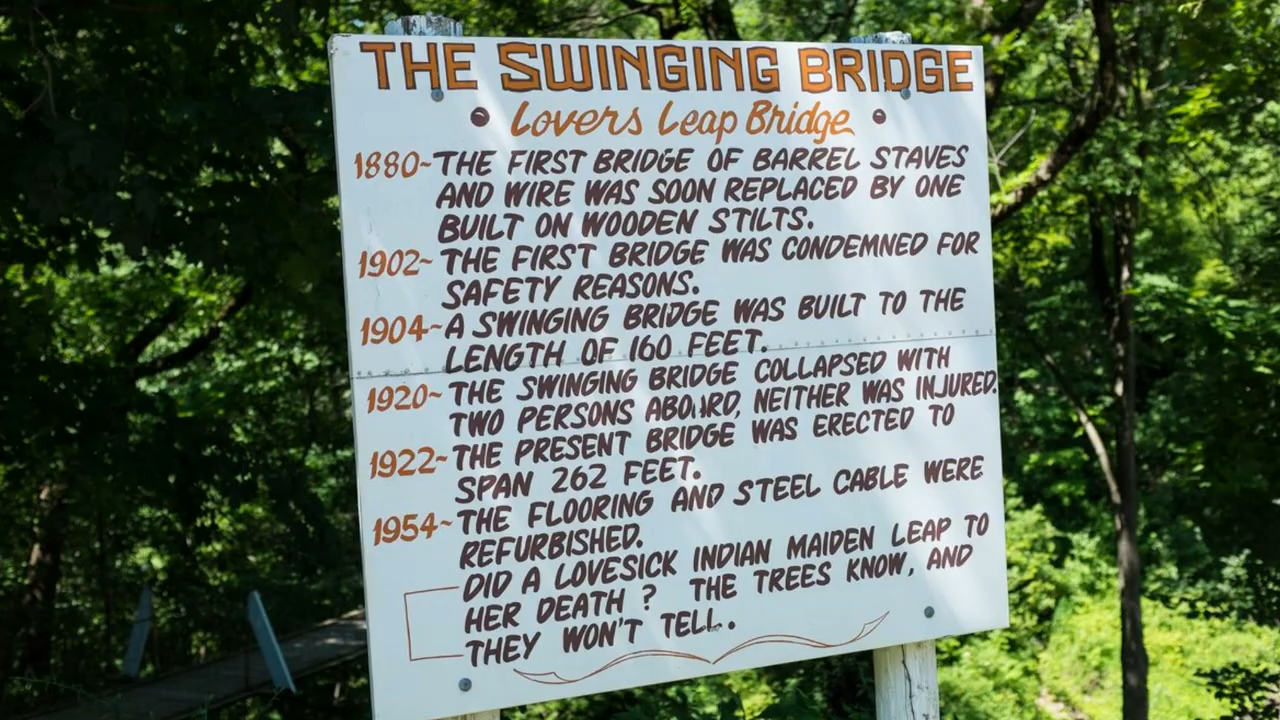 THE SWINGING BRIDGE
Lovers Leap Bridge
1880~THE FIRST BRIDGE OF BARREL STAVES
AND WIRE WAS SOON REPLACED BY ONE
BUILT ON WOODEN STILTS.
1902~THE FIRST BRIDGE WAS CONDEMNED FOR
SAFETY REASONS.
1904~A SWINGING BRIDGE WAS BUILT TO THE
LENGTH OF 160 FEET.
1920~THE SWINGING BRIDGE COLLAPSED WITH
TWO PERSONS ABOARD, NEITHER WAS INJURED.
1922~THE PRESENT BRIDGE WAS ERECTED TO
SPAN 262 FEET.
1954~THE FLOORING AND STEEL CABLE WERE
REFURBISHED.
DID A LOVESICK INDIAN MAIDEN LEAP TO
HER DEATH? THE TREES KNOW, AND
THEY WON'T TELL.